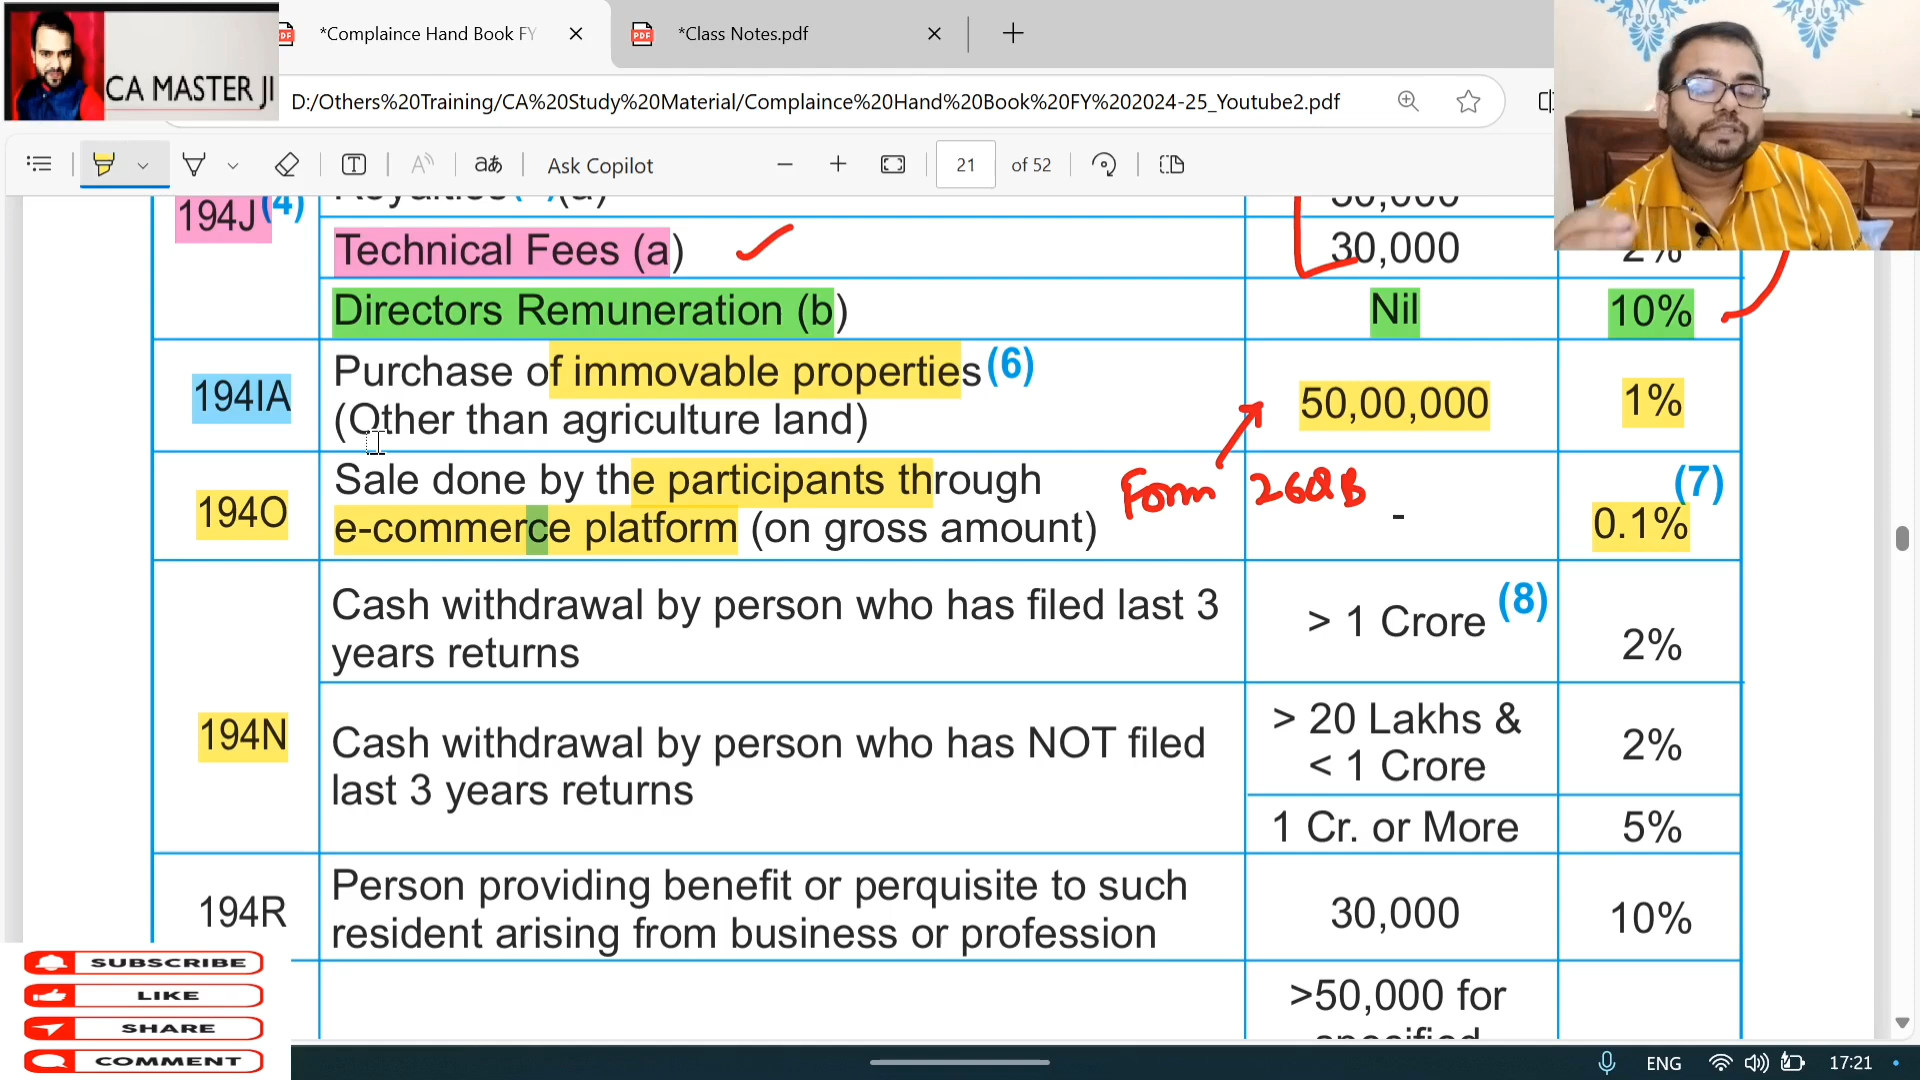 *Complaince Hand Book FY
*Class Notes.pdf
CA MASTER JI
D:/Others%20Training/CA%20Study%20Material/Complaince%20Hand%20Book%20FY%202024-25_Youtube2.pdf
Ask Copilot
21 of 52
194J(4)
Technical Fees (a) 30,000 2%
Directors Remuneration (b) Nil 10%
194IA Purchase of immovable properties(6) 50,00,000 1%
(Other than agriculture land)
Form 26QB
194O Sale done by the participants through - 0.1% (7)
e-commerce platform (on gross amount)
194N Cash withdrawal by person who has filed last 3 > 1 Crore (8) 2%
years returns
Cash withdrawal by person who has NOT filed > 20 Lakhs & 2%
last 3 years returns < 1 Crore
1 Cr. or More 5%
194R Person providing benefit or perquisite to such 30,000 10%
resident arising from business or profession
>50,000 for
SUBSCRIBE
LIKE
SHARE
COMMENT
ENG 17:21